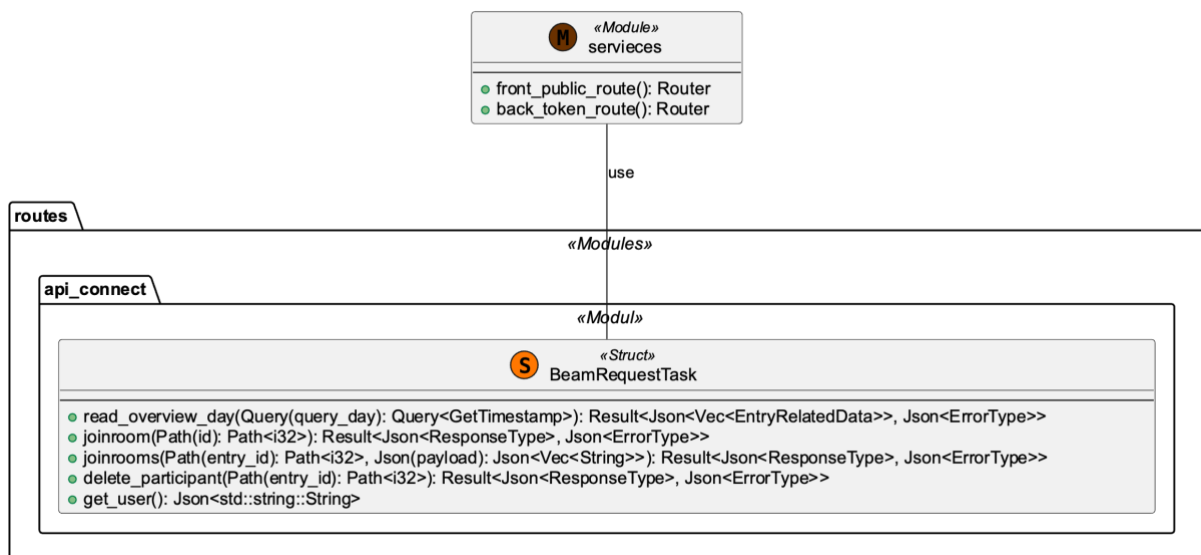 M «Module»
servieces
front_public_route(): Router
back_token_route(): Router
use
routes
«Modules»
api_connect
«Modul»
S «Struct»
BeamRequestTask
read_overview_day(Query(query_day): Query<GetTimestamp>): Result<Json<Vec<EntryRelatedData>>, Json<ErrorType>>
joinroom(Path(id): Path<i32>): Result<Json<ResponseType>, Json<ErrorType>>
joinrooms(Path(entry_id): Path<i32>, Json(payload): Json<Vec<String>>): Result<Json<ResponseType>, Json<ErrorType>>
delete_participant(Path(entry_id): Path<i32>): Result<Json<ResponseType>, Json<ErrorType>>
get_user(): Json<std::string::String>